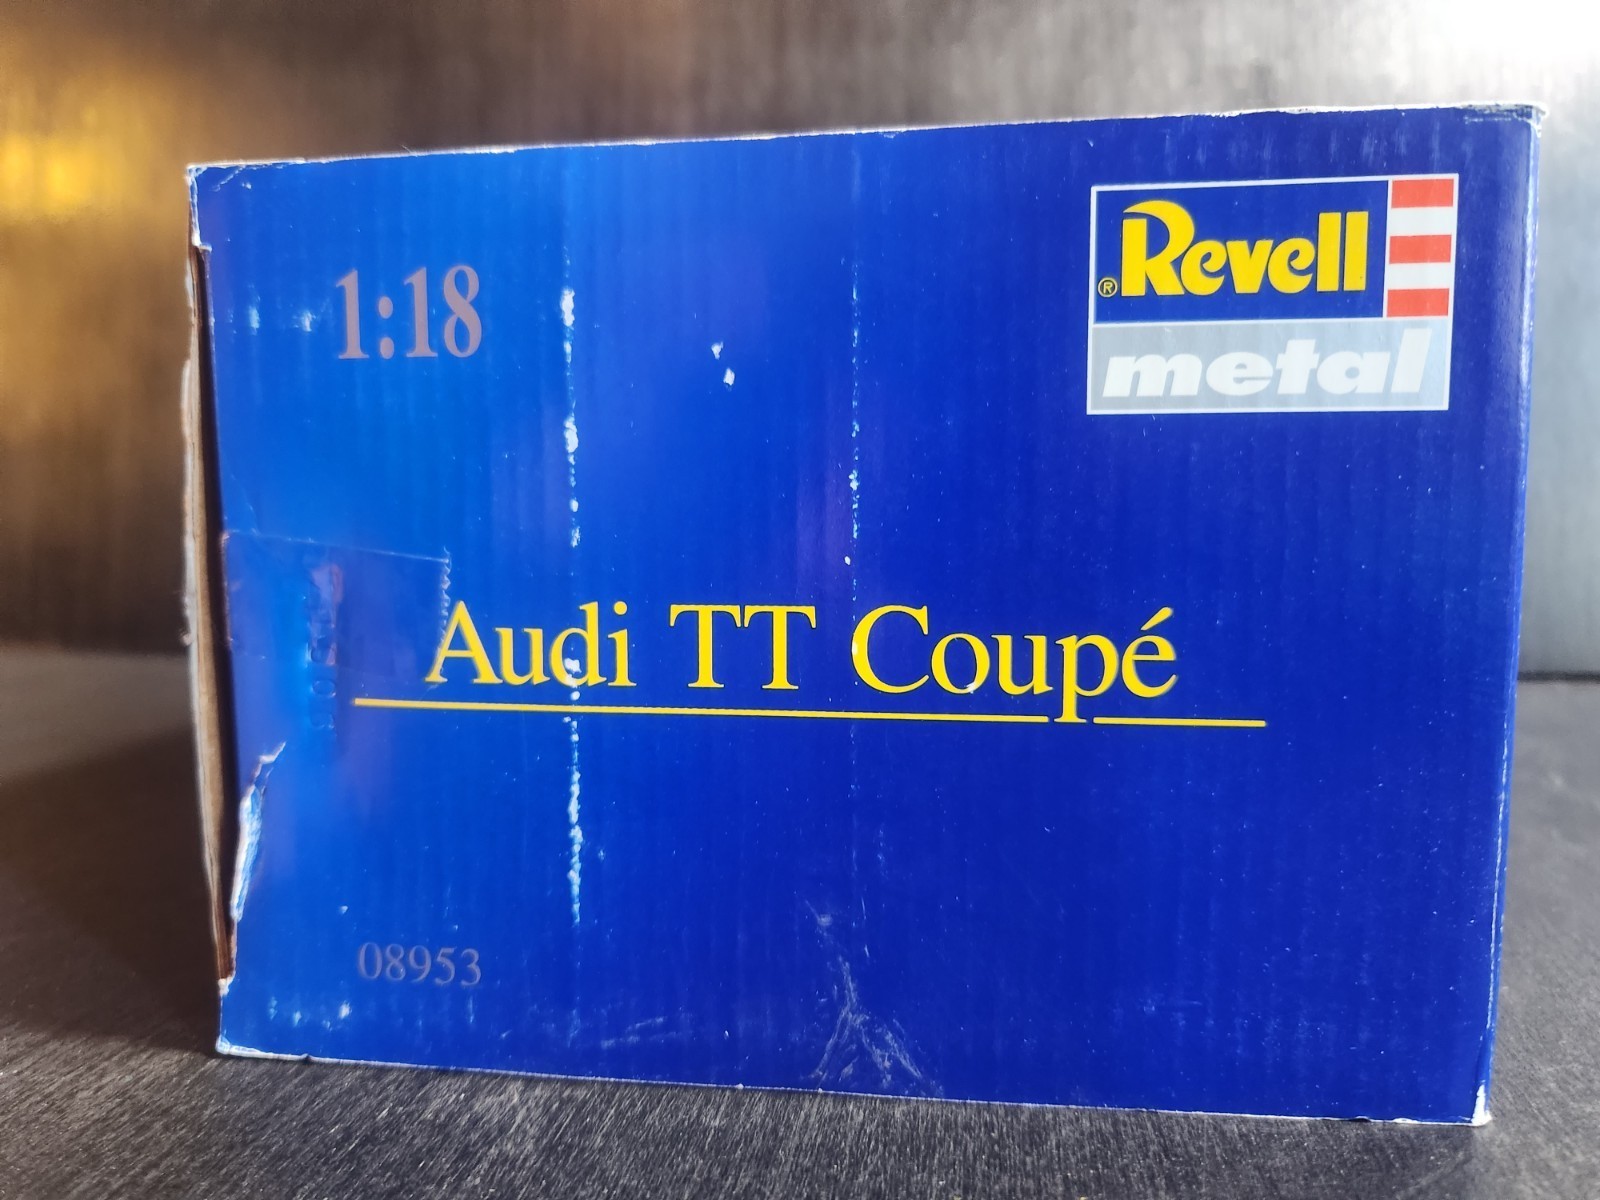 1:18
® Revell
metal
Audi TT Coupé
08953